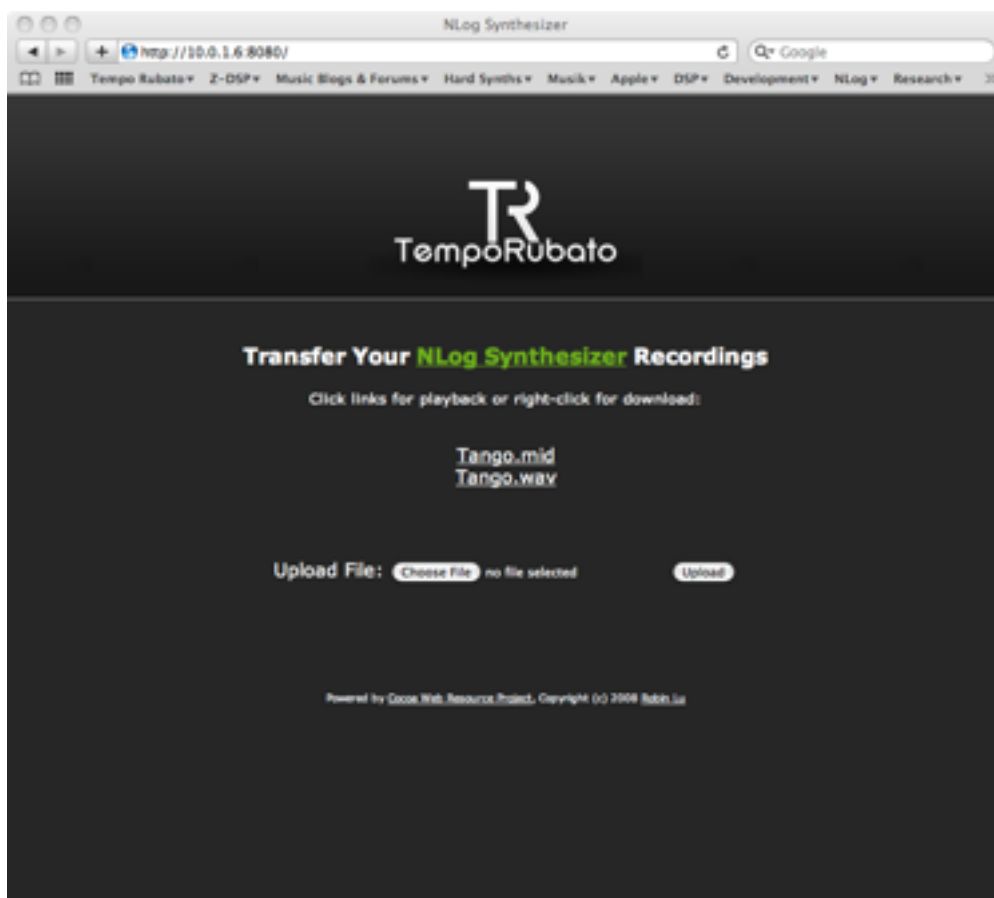 NLog Synthesizer
http://10.0.1.6:8080/
Google
Tempo Rubato Z-DSP Music Blogs & Forums Hard Synths Musik Apple DSP Development NLog Research
TR
TempoRubato
Transfer Your NLog Synthesizer Recordings
Click links for playback or right-click for download:
Tango.mid
Tango.wav
Upload File: Choose File no file selected Upload
Powered by Cocoa Web Resource Project, Copyright (c) 2008 Robin Lu